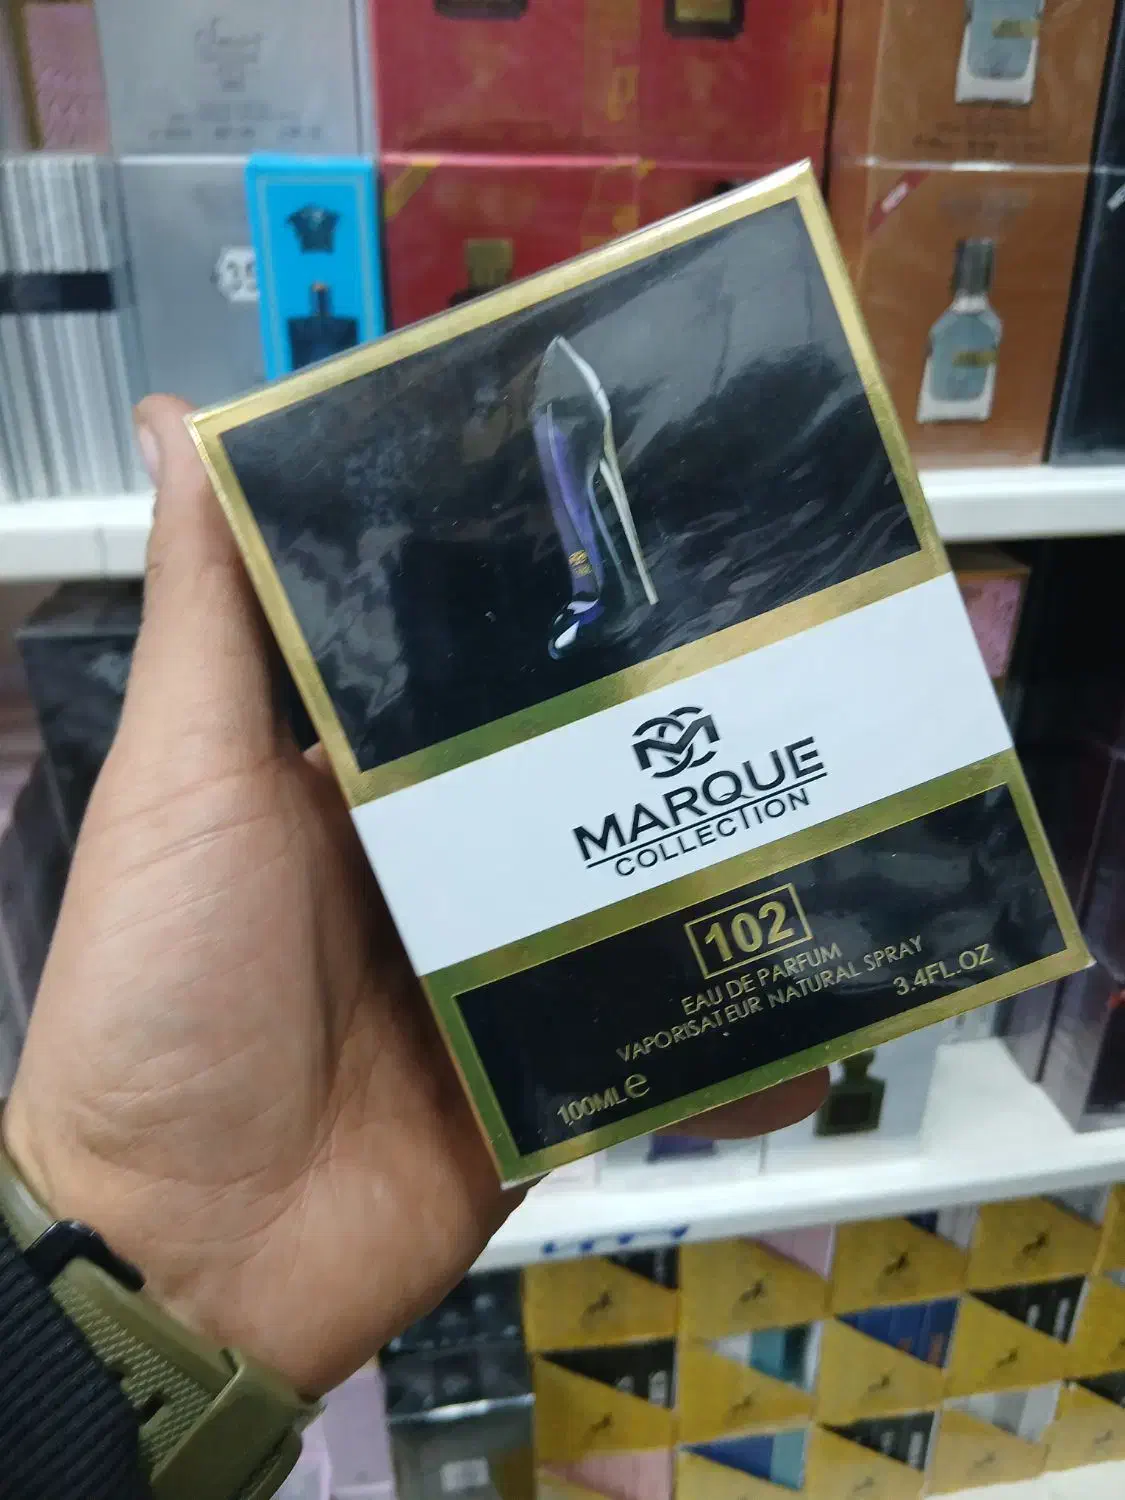 MARQUE
COLLECTION
102
EAU DE PARFUM
VAPORISATEUR NATURAL SPRAY
100ML e 3.4FL.OZ